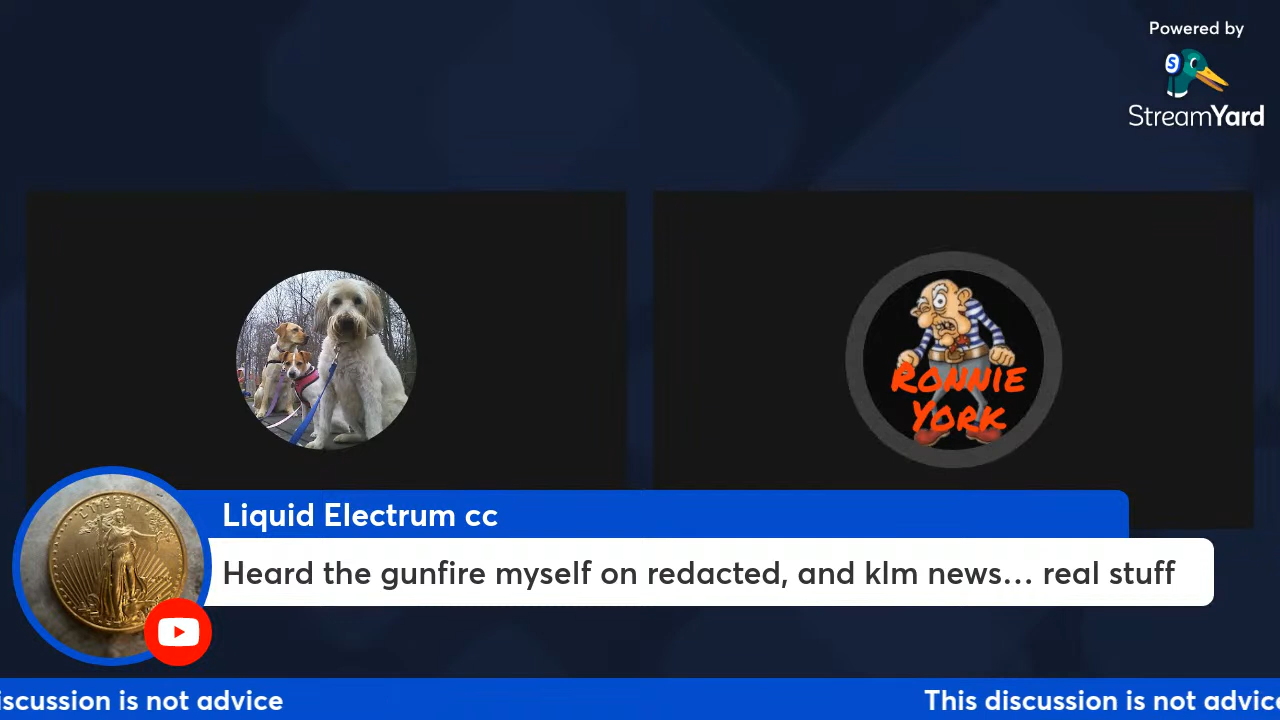 Powered by
S
StreamYard
RONNIE
YORK
LIBERTY
Liquid Electrum cc
Heard the gunfire myself on redacted, and klm news... real stuff
iscussion is not advice
This discussion is not advic